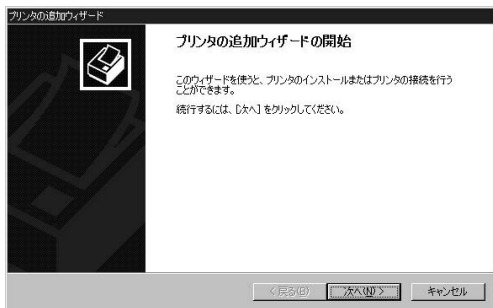 プリンタの追加ウィザード
プリンタの追加ウィザードの開始
このウィザードを使うと、プリンタのインストールまたはプリンタの接続を行う
ことができます。
続行するには、[次へ] をクリックしてください。
< 戻る(B)
次へ(N) >
キャンセル